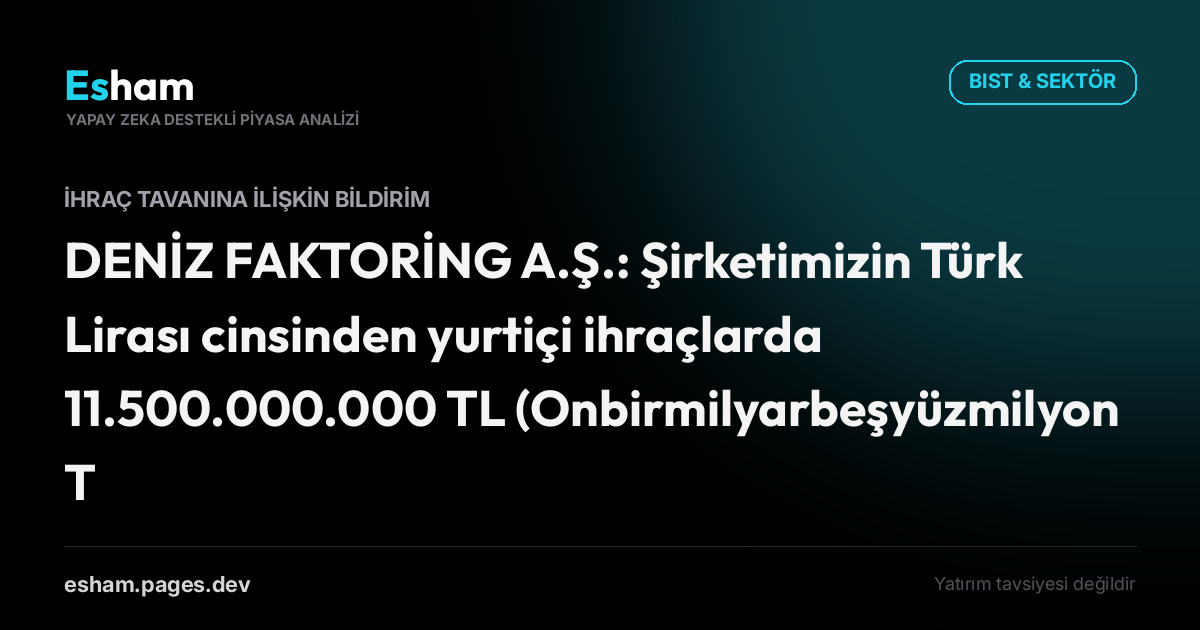 Esham
BIST & SEKTÖR
YAPAY ZEKA DESTEKLİ PİYASA ANALİZİ
İHRAÇ TAVANINA İLİŞKİN BİLDİRİM
DENİZ FAKTORİNG A.Ş.: Şirketimizin Türk
Lirası cinsinden yurtiçi ihraçlarda
11.500.000.000 TL (Onbirmilyarbeşyüzmilyon
T
esham.pages.dev
Yatırım tavsiyesi değildir